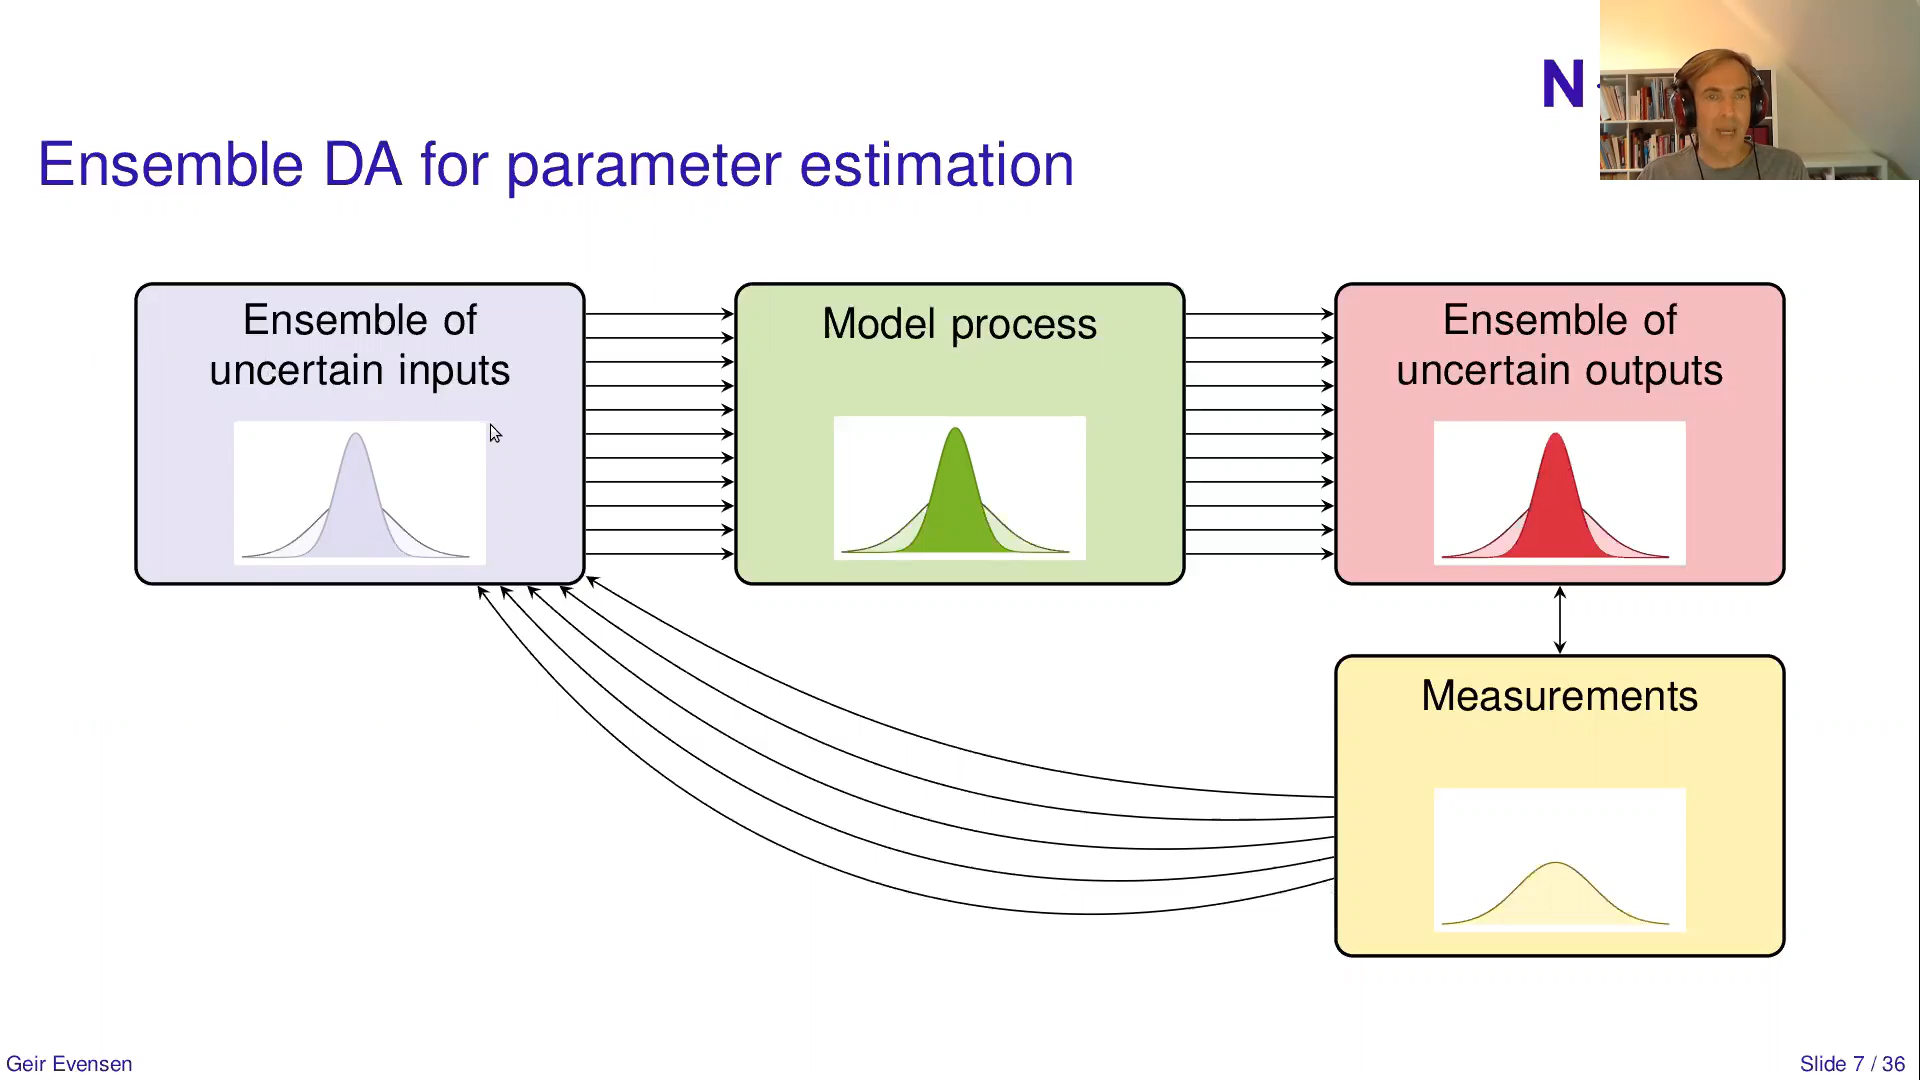 N
Ensemble DA for parameter estimation
Ensemble of
uncertain inputs
Model process
Ensemble of
uncertain outputs
Measurements
Geir Evensen
Slide 7 / 36